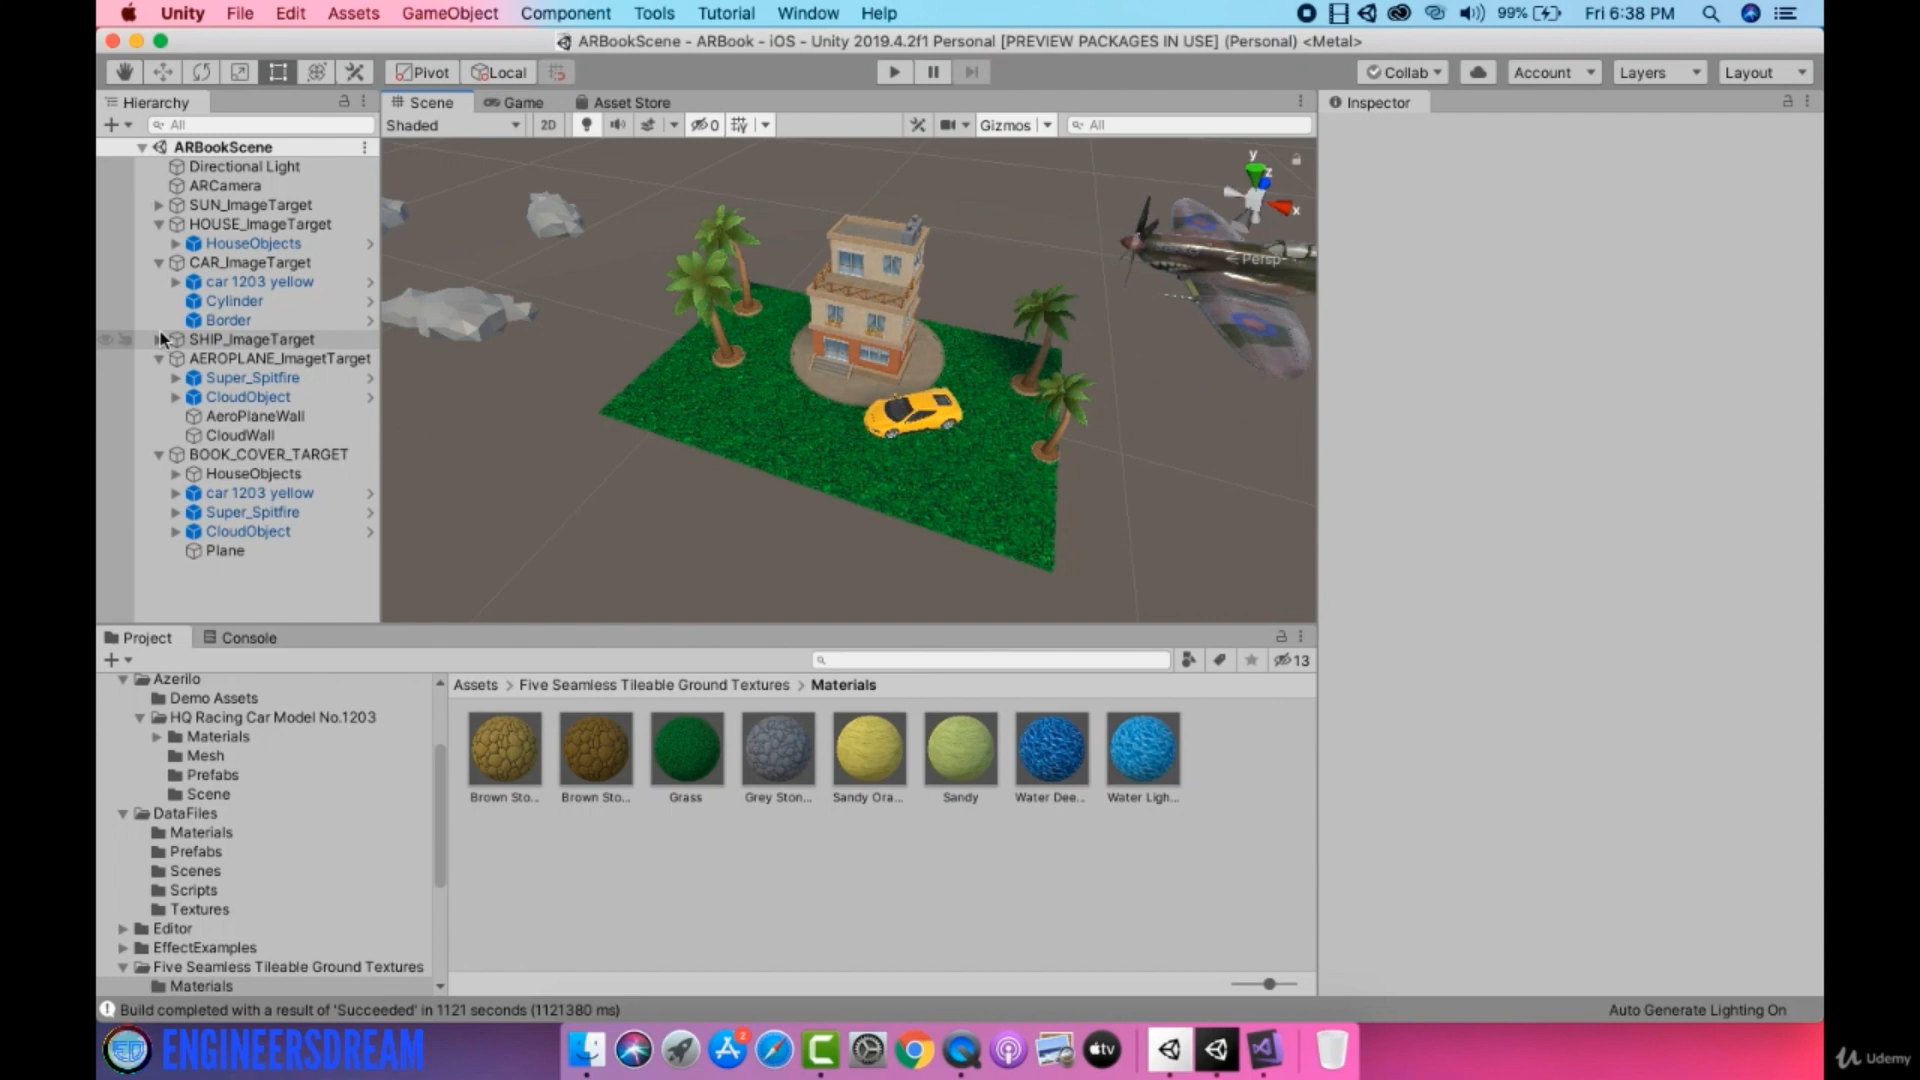 Unity File Edit Assets GameObject Component Tools Tutorial Window Help 99% Fri 6:38 PM
ARBookScene - ARBook - iOS - Unity 2019.4.2f1 Personal [PREVIEW PACKAGES IN USE] (Personal) <Metal>
Pivot Local Collab Account Layers Layout
Hierarchy Scene Game Asset Store Inspector
All Shaded 2D 0 Gizmos All
ARBookScene
Directional Light
ARCamera
SUN_ImageTarget
HOUSE_ImageTarget
HouseObjects
CAR_ImageTarget
car 1203 yellow
Cylinder
Border
SHIP_ImageTarget
AEROPLANE_ImagetTarget
Super_Spitfire
CloudObject
AeroPlaneWall
CloudWall
BOOK_COVER_TARGET
HouseObjects
car 1203 yellow
Super_Spitfire
CloudObject
Plane
y
z
x
Persp
Project Console
13
Azerilo
Demo Assets
HQ Racing Car Model No.1203
Materials
Mesh
Prefabs
Scene
DataFiles
Materials
Prefabs
Scenes
Scripts
Textures
Editor
EffectExamples
Five Seamless Tileable Ground Textures
Materials
Assets > Five Seamless Tileable Ground Textures > Materials
Brown Sto... Brown Sto... Grass Grey Ston... Sandy Ora... Sandy Water Dee... Water Ligh...
Build completed with a result of 'Succeeded' in 1121 seconds (1121380 ms) Auto Generate Lighting On
ED ENGINEERSDREAM
2
tv
Udemy